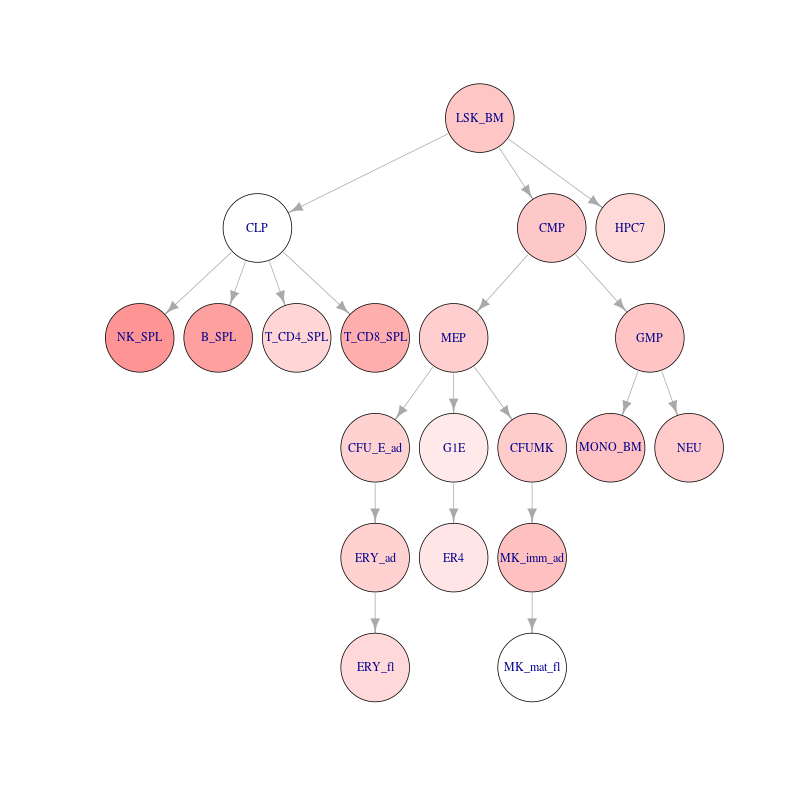 LSK_BM
CLP
CMP
HPC7
NK_SPL
B_SPL
T_CD4_SPL
T_CD8_SPL
MEP
GMP
CFU_E_ad
G1E
CFUMK
MONO_BM
NEU
ERY_ad
ER4
MK_imm_ad
ERY_fl
MK_mat_fl